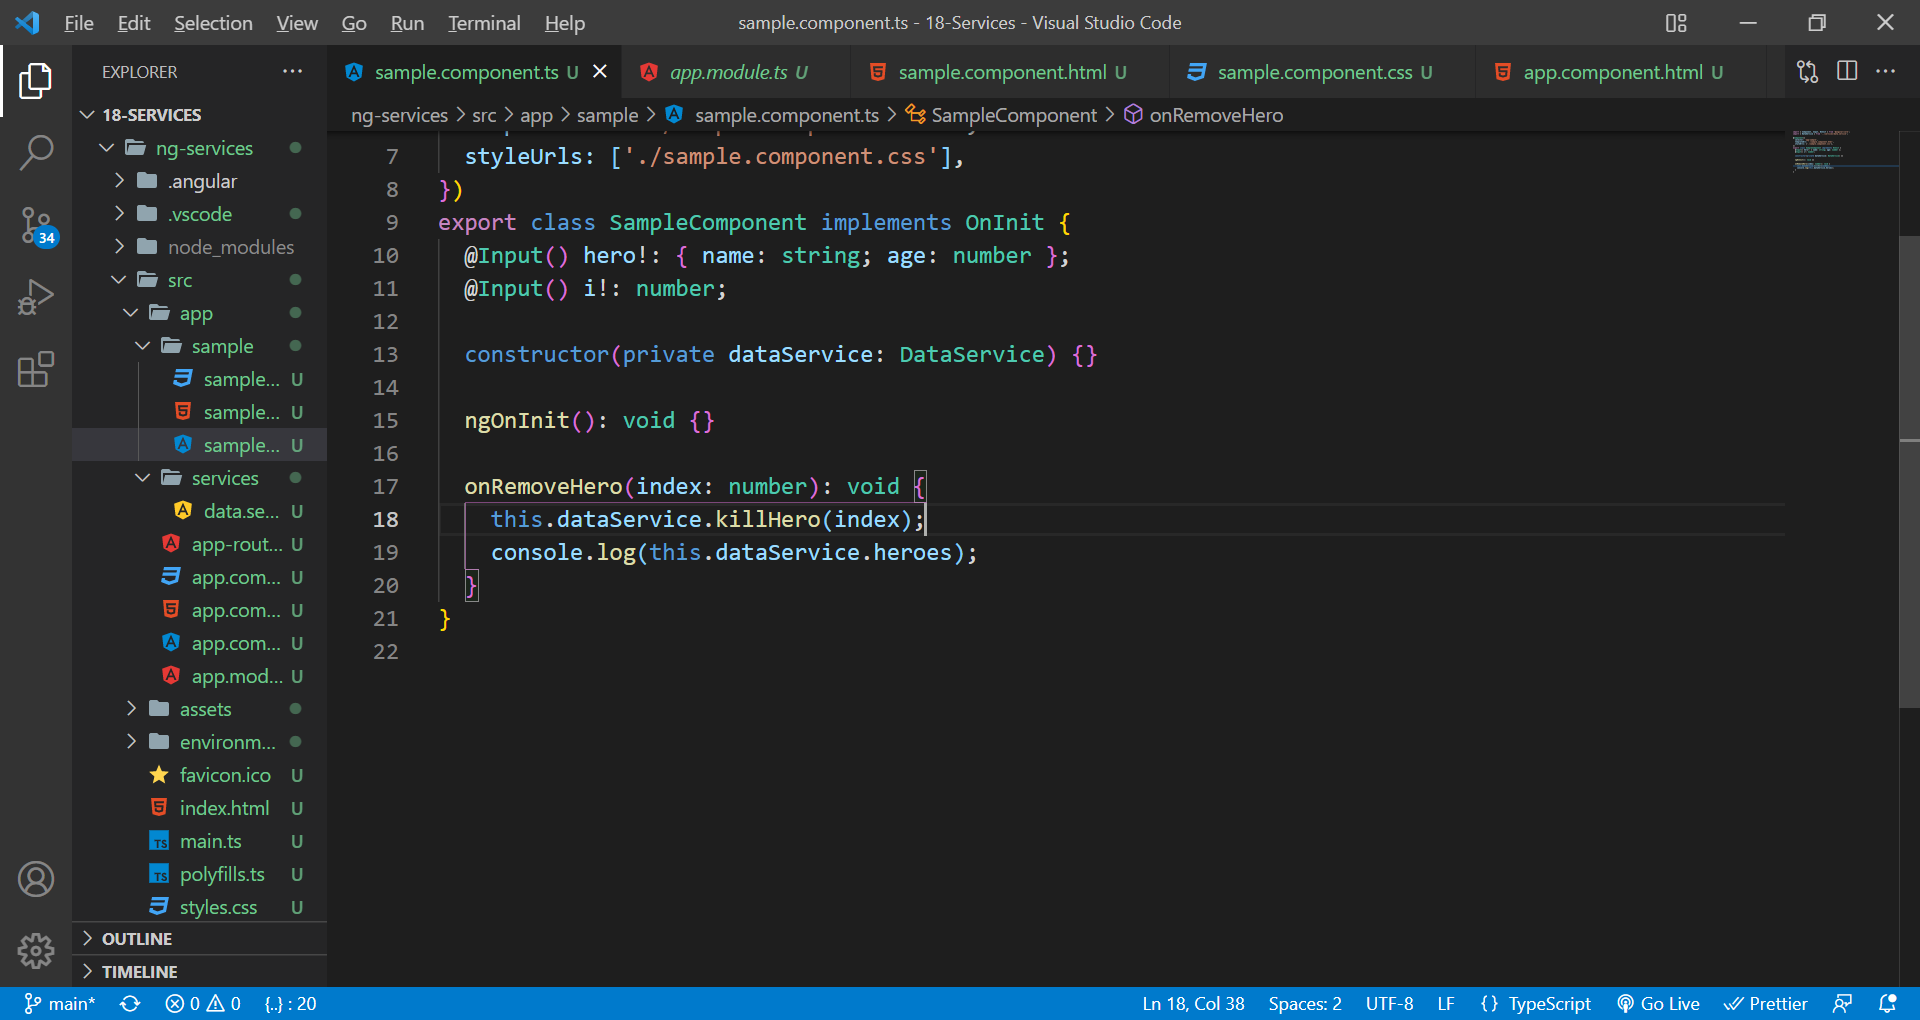 File Edit Selection View Go Run Terminal Help
sample.component.ts - 18-Services - Visual Studio Code
EXPLORER
sample.component.ts U
app.module.ts U
sample.component.html U
sample.component.css U
app.component.html U
ng-services > src > app > sample > sample.component.ts > SampleComponent > onRemoveHero
34
18-SERVICES
ng-services
.angular
.vscode
node_modules
src
app
sample
sample... U
sample... U
sample... U
services
data.se... U
app-rout... U
app.com... U
app.com... U
app.com... U
app.mod... U
assets
environm...
favicon.ico U
index.html U
TS main.ts U
TS polyfills.ts U
styles.css U
OUTLINE
TIMELINE
7 styleUrls: ['./sample.component.css'],
8 })
9 export class SampleComponent implements OnInit {
10 @Input() hero!: { name: string; age: number };
11 @Input() i!: number;
12
13 constructor(private dataService: DataService) {}
14
15 ngOnInit(): void {}
16
17 onRemoveHero(index: number): void {
18 this.dataService.killHero(index);
19 console.log(this.dataService.heroes);
20 }
21 }
22
main* 0 0 {..} : 20
Ln 18, Col 38 Spaces: 2 UTF-8 LF { } TypeScript Go Live Prettier